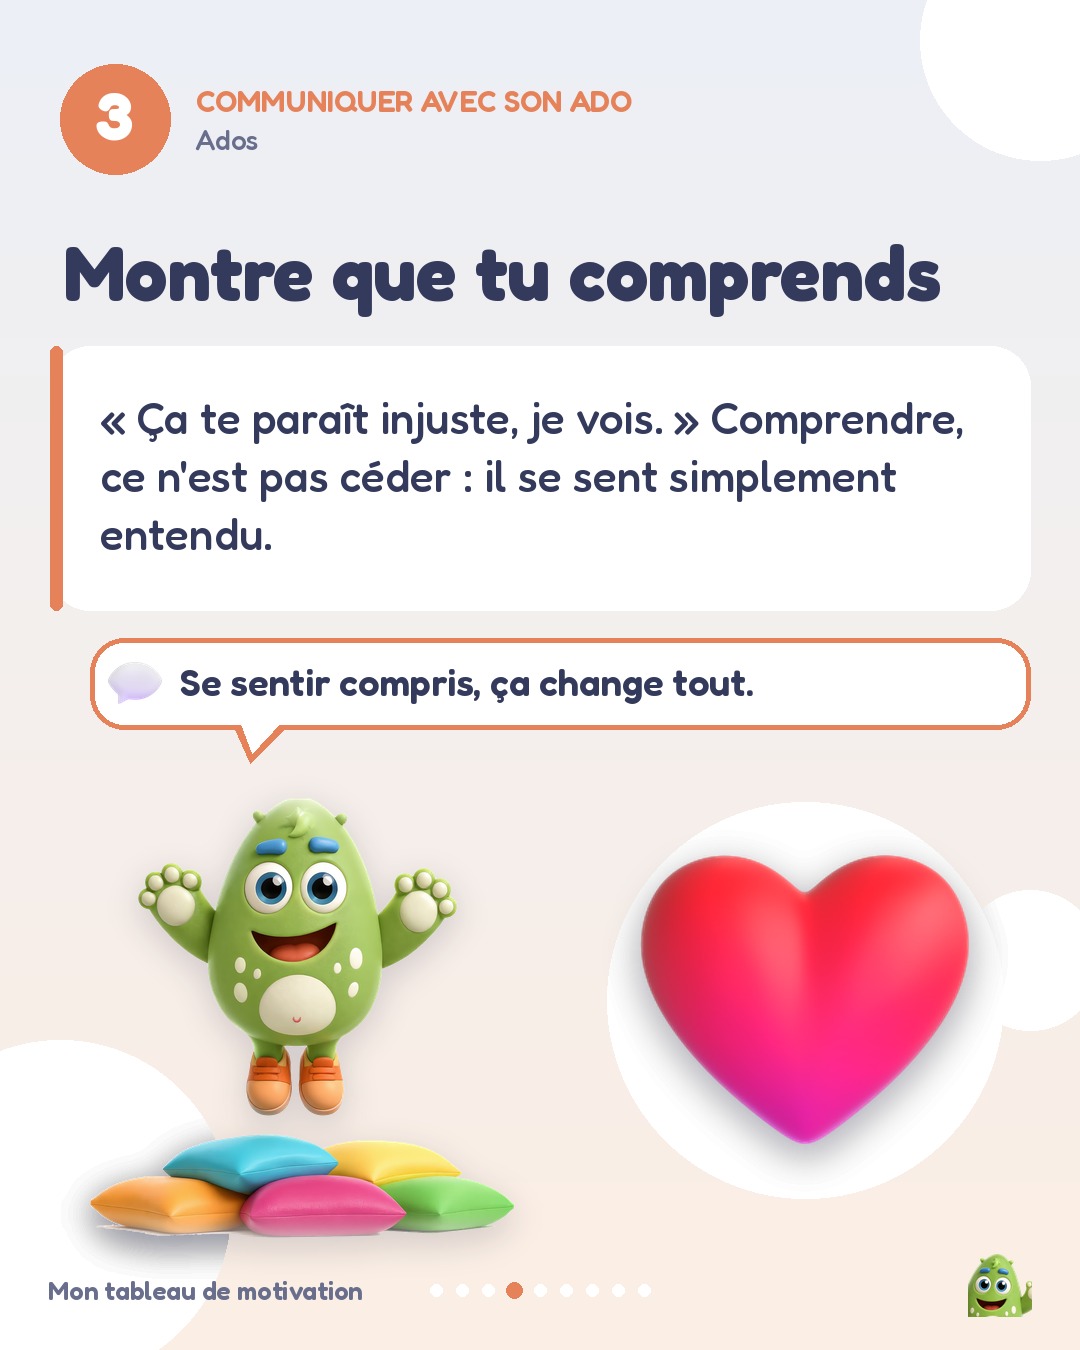 3
COMMUNIQUER AVEC SON ADO
Ados
Montre que tu comprends
« Ça te paraît injuste, je vois. » Comprendre,
ce n'est pas céder : il se sent simplement
entendu.
Se sentir compris, ça change tout.
Mon tableau de motivation